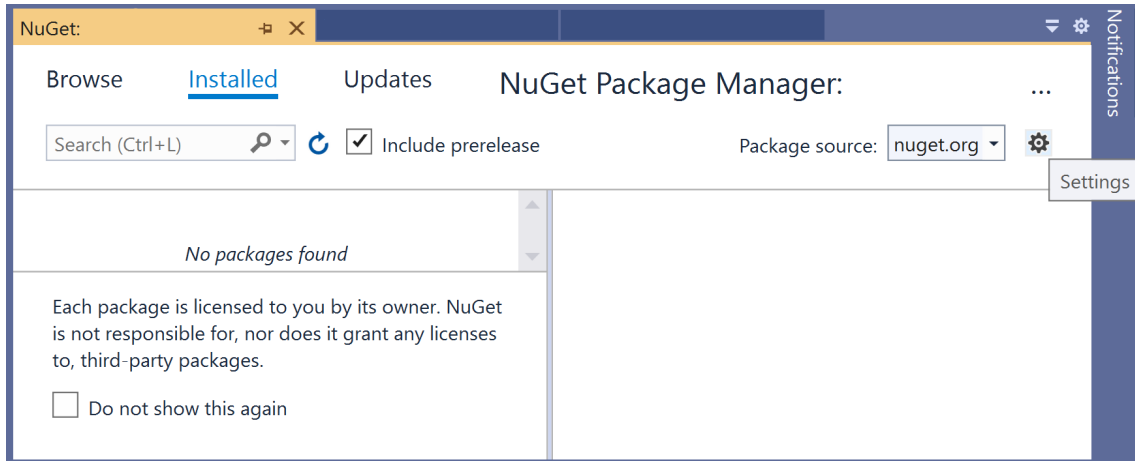 NuGet:
Notifications
Browse Installed Updates NuGet Package Manager: ...
Search (Ctrl+L) Include prerelease Package source: nuget.org
Settings
No packages found
Each package is licensed to you by its owner. NuGet
is not responsible for, nor does it grant any licenses
to, third-party packages.
Do not show this again